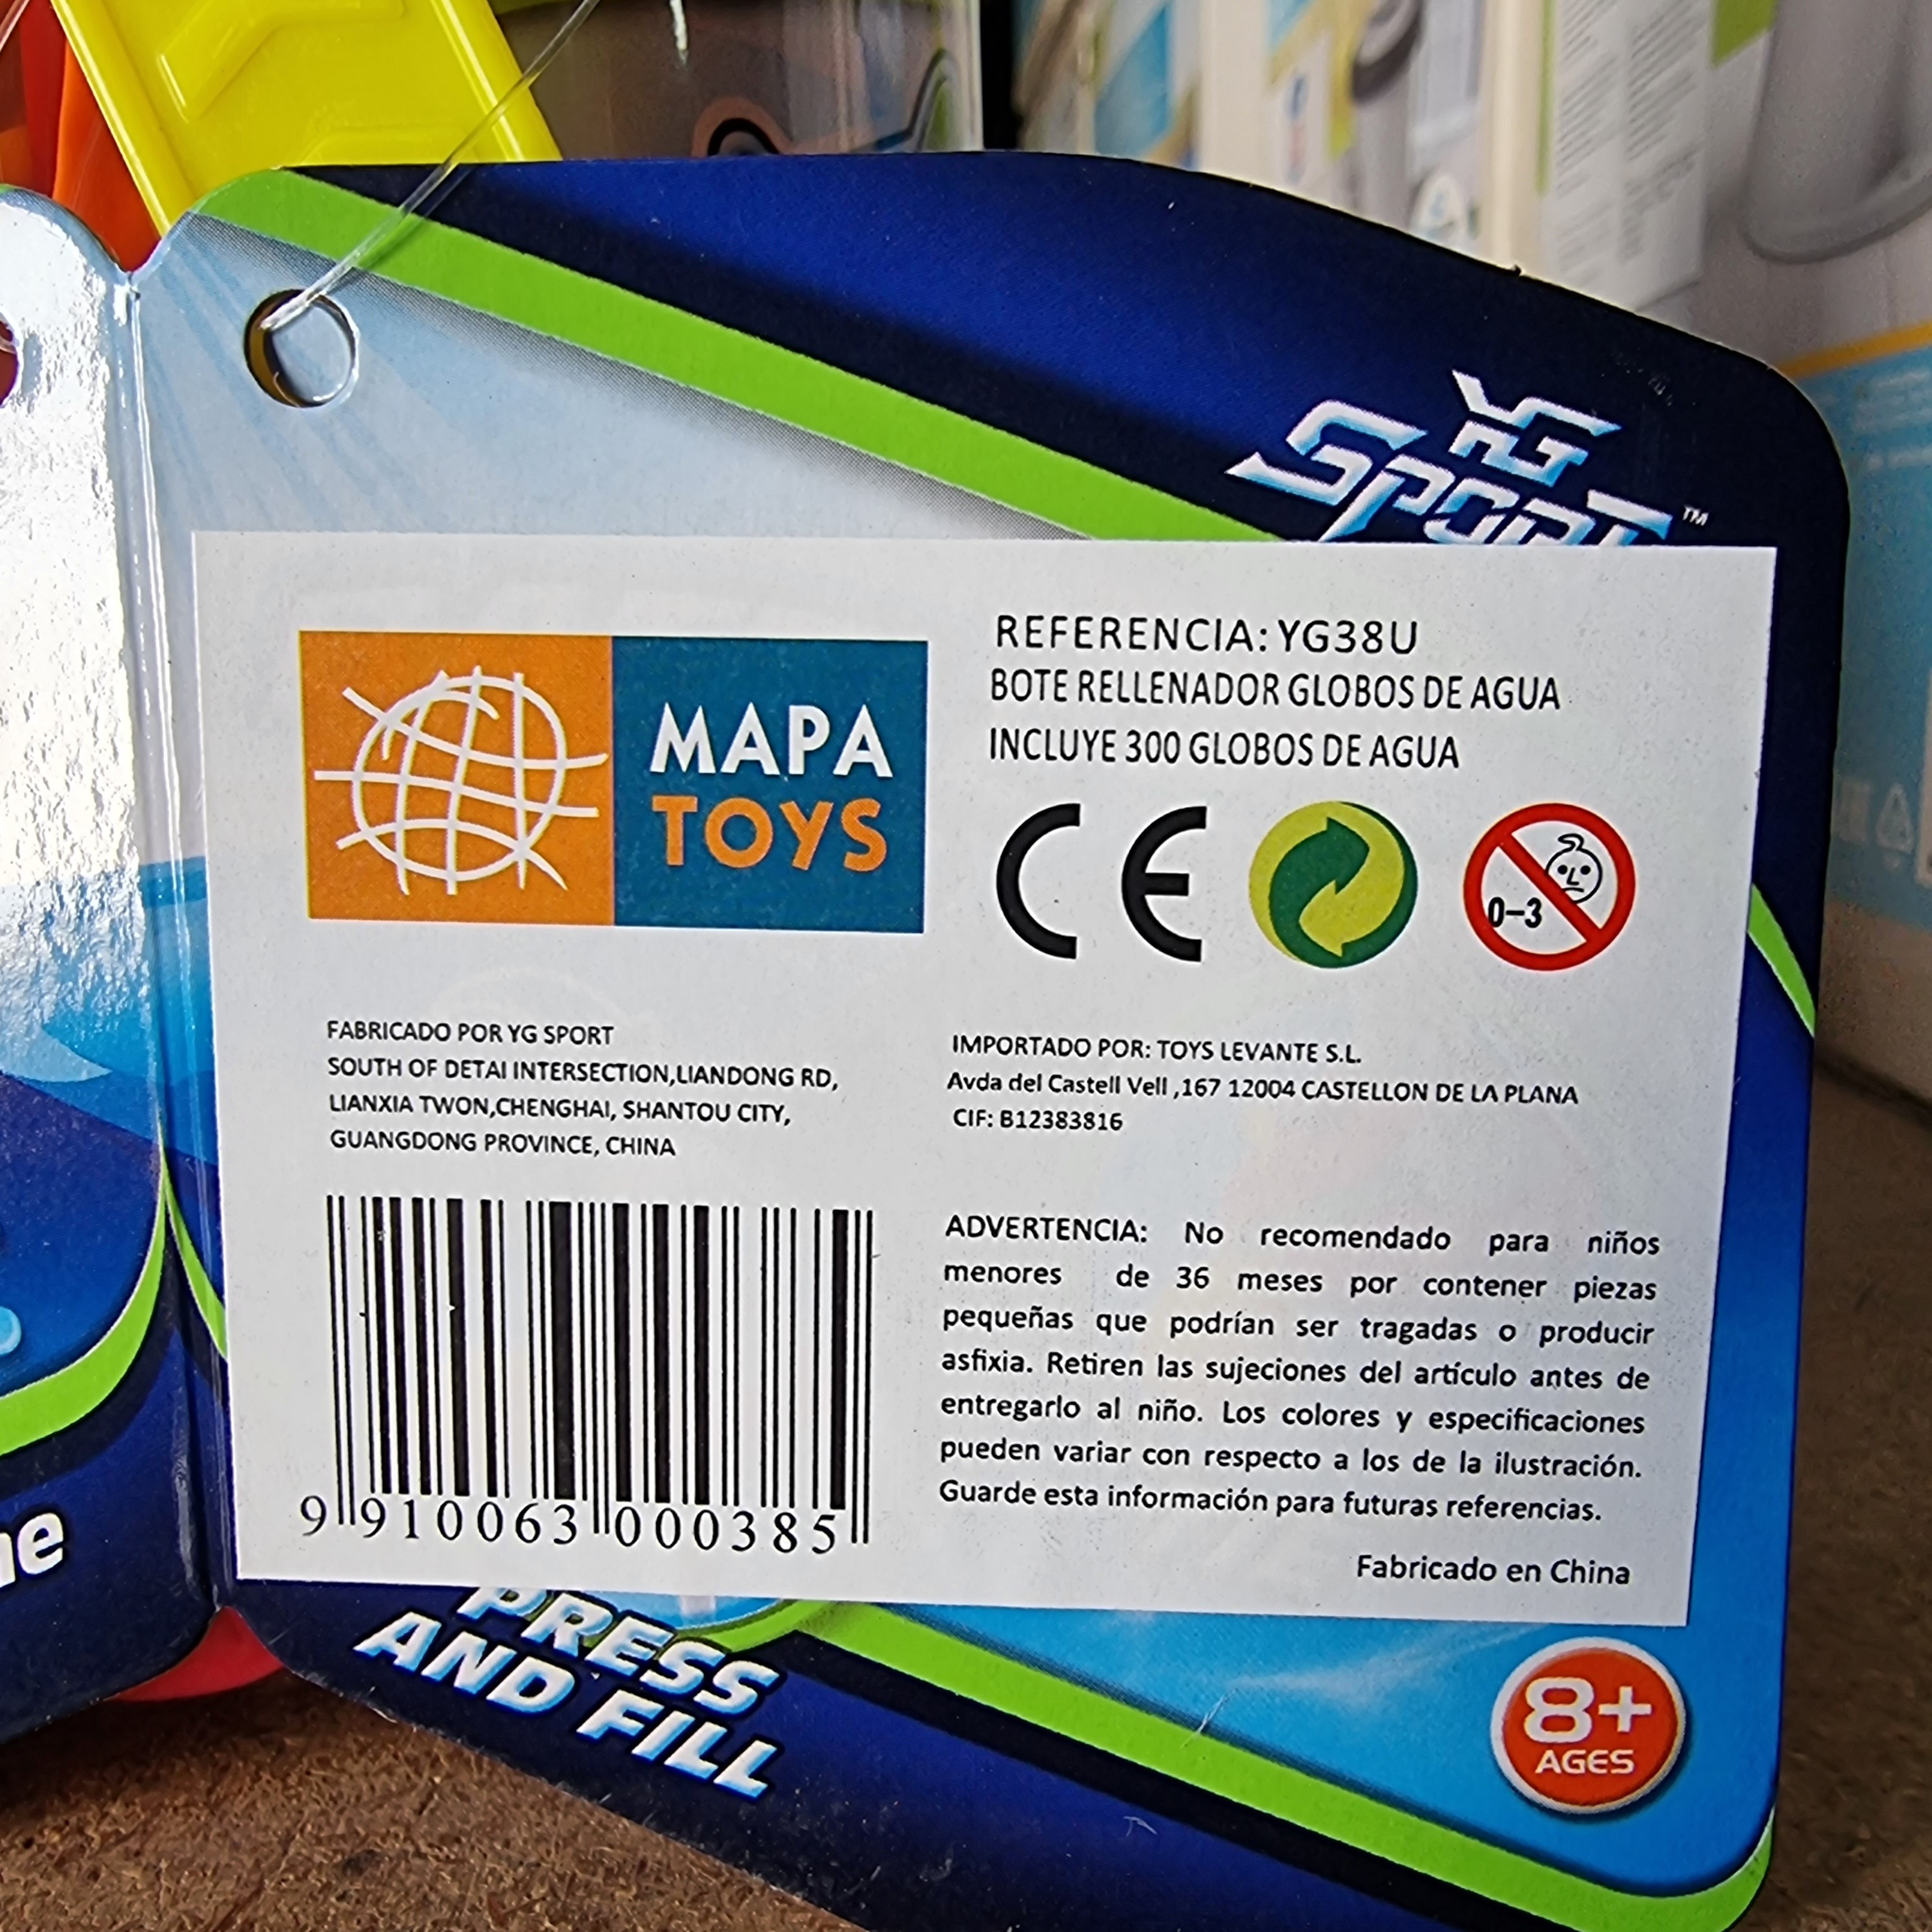 YG
SPORT™
MAPA
TOYS
REFERENCIA: YG38U
BOTE RELLENADOR GLOBOS DE AGUA
INCLUYE 300 GLOBOS DE AGUA
CE
0-3
FABRICADO POR YG SPORT
SOUTH OF DETAI INTERSECTION,LIANDONG RD,
LIANXIA TWON,CHENGHAI, SHANTOU CITY,
GUANGDONG PROVINCE, CHINA
IMPORTADO POR: TOYS LEVANTE S.L.
Avda del Castell Vell ,167 12004 CASTELLON DE LA PLANA
CIF: B12383816
9 910063 000385
ADVERTENCIA: No recomendado para niños
menores de 36 meses por contener piezas
pequeñas que podrían ser tragadas o producir
asfixia. Retiren las sujeciones del artículo antes de
entregarlo al niño. Los colores y especificaciones
pueden variar con respecto a los de la ilustración.
Guarde esta información para futuras referencias.
Fabricado en China
PRESS
AND FILL
8+
AGES